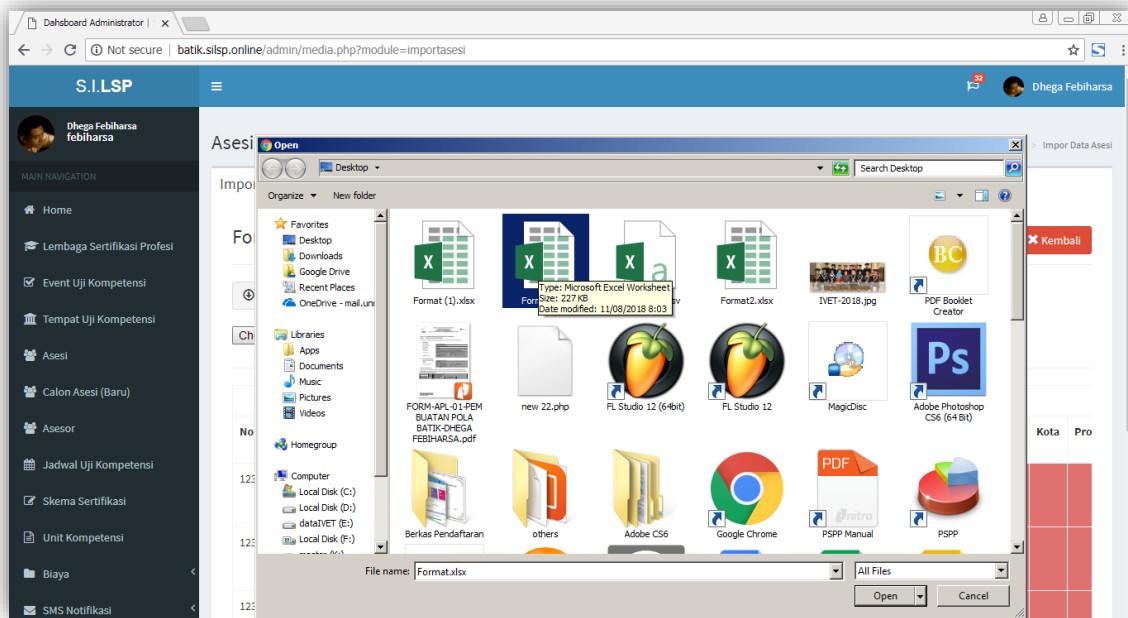 Dahsboard Administrator |
Not secure | batik.silsp.online/admin/media.php?module=importasesi
S.I.LSP
32
Dhega Febiharsa
Dhega Febiharsa
febiharsa
MAIN NAVIGATION
Home
Lembaga Sertifikasi Profesi
Event Uji Kompetensi
Tempat Uji Kompetensi
Asesi
Calon Asesi (Baru)
Asesor
Jadwal Uji Kompetensi
Skema Sertifikasi
Unit Kompetensi
Biaya
SMS Notifikasi
Asesi
> Impor Data Asesi
Impor
Kembali
No
Kota Pro
123
123
123
Open
Desktop
Search Desktop
Organize New folder
Favorites
Desktop
Downloads
Google Drive
Recent Places
OneDrive - mail.unn
Libraries
Apps
Documents
Music
Pictures
Videos
Homegroup
Computer
Local Disk (C:)
Local Disk (D:)
dataIVET (E:)
Local Disk (F:)
Format (1).xlsx
Type: Microsoft Excel Worksheet
Size: 227 KB
Date modified: 11/08/2018 8:03
Format2.xlsx
IVET-2018.jpg
BC
PDF Booklet
Creator
FORM-APL-01-PEM
BUATAN POLA
BATIK-DHEGA
FEBIHARSA.pdf
new 22.php
FL Studio 12 (64bit)
FL Studio 12
MagicDisc
Ps
Adobe Photoshop
CS6 (64 Bit)
Berkas Pendaftaran
others
Adobe CS6
Google Chrome
PDF
nitro
PSPP Manual
PSPP
File name: Format.xlsx
All Files
Open
Cancel